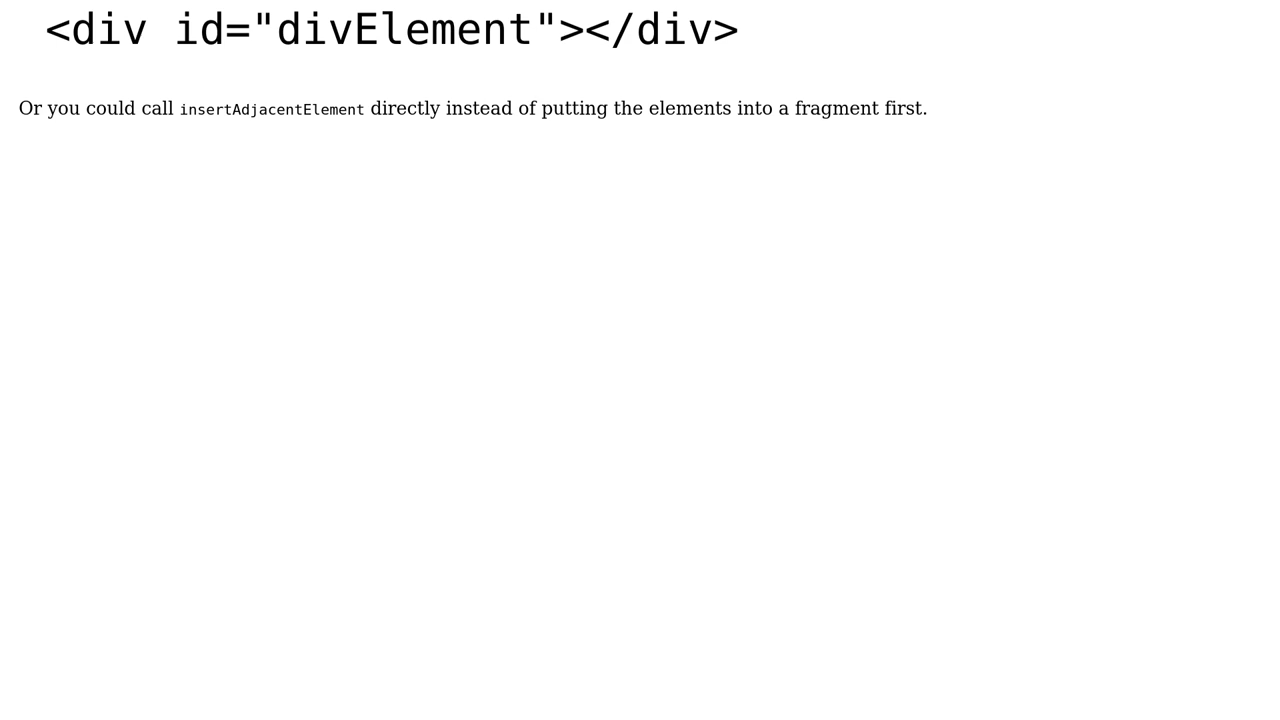 <div id="divElement"></div>
Or you could call insertAdjacentElement directly instead of putting the elements into a fragment first.